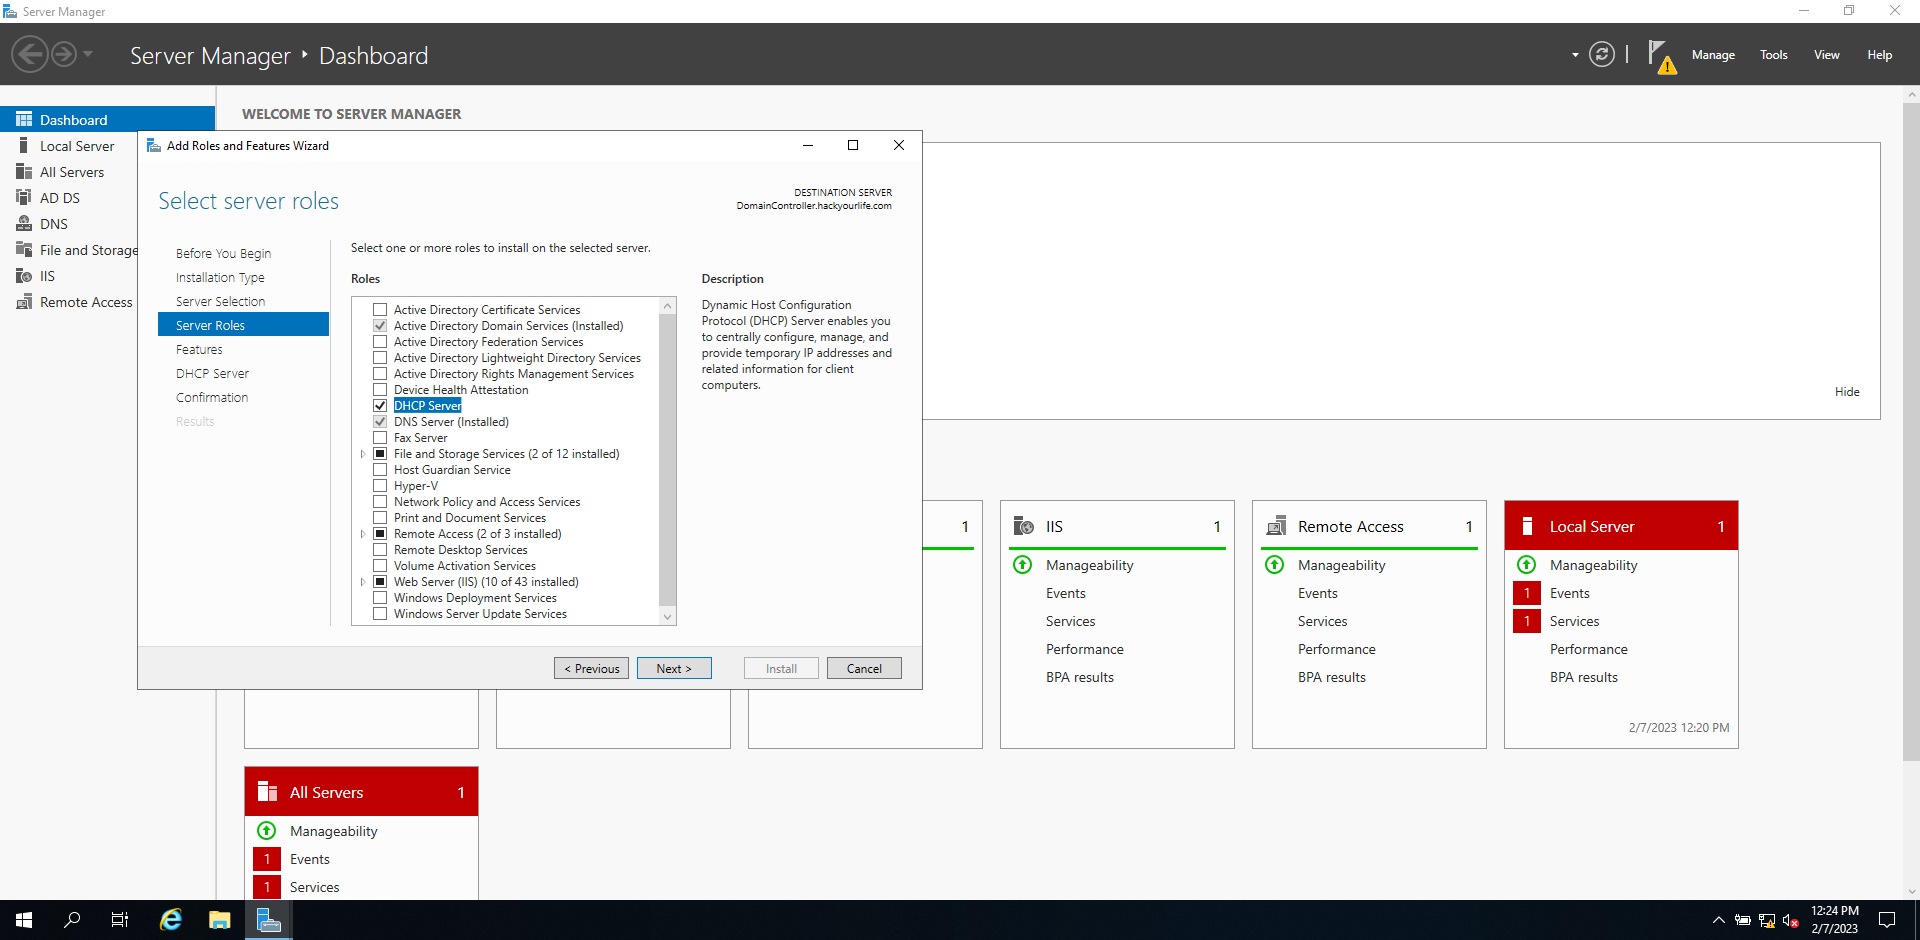 Server Manager
Server Manager ‣ Dashboard
Manage
Tools
View
Help
Dashboard
Local Server
All Servers
AD DS
DNS
File and Storage
IIS
Remote Access
WELCOME TO SERVER MANAGER
Add Roles and Features Wizard
Select server roles
DESTINATION SERVER
DomainController.hackyourlife.com
Before You Begin
Installation Type
Server Selection
Server Roles
Features
DHCP Server
Confirmation
Results
Select one or more roles to install on the selected server.
Roles
Active Directory Certificate Services
Active Directory Domain Services (Installed)
Active Directory Federation Services
Active Directory Lightweight Directory Services
Active Directory Rights Management Services
Device Health Attestation
DHCP Server
DNS Server (Installed)
Fax Server
File and Storage Services (2 of 12 installed)
Host Guardian Service
Hyper-V
Network Policy and Access Services
Print and Document Services
Remote Access (2 of 3 installed)
Remote Desktop Services
Volume Activation Services
Web Server (IIS) (10 of 43 installed)
Windows Deployment Services
Windows Server Update Services
Description
Dynamic Host Configuration
Protocol (DHCP) Server enables you
to centrally configure, manage, and
provide temporary IP addresses and
related information for client
computers.
< Previous
Next >
Install
Cancel
Hide
1
IIS 1
Manageability
Events
Services
Performance
BPA results
Remote Access 1
Manageability
Events
Services
Performance
BPA results
Local Server 1
Manageability
1 Events
1 Services
Performance
BPA results
2/7/2023 12:20 PM
All Servers 1
Manageability
1 Events
1 Services
12:24 PM
2/7/2023